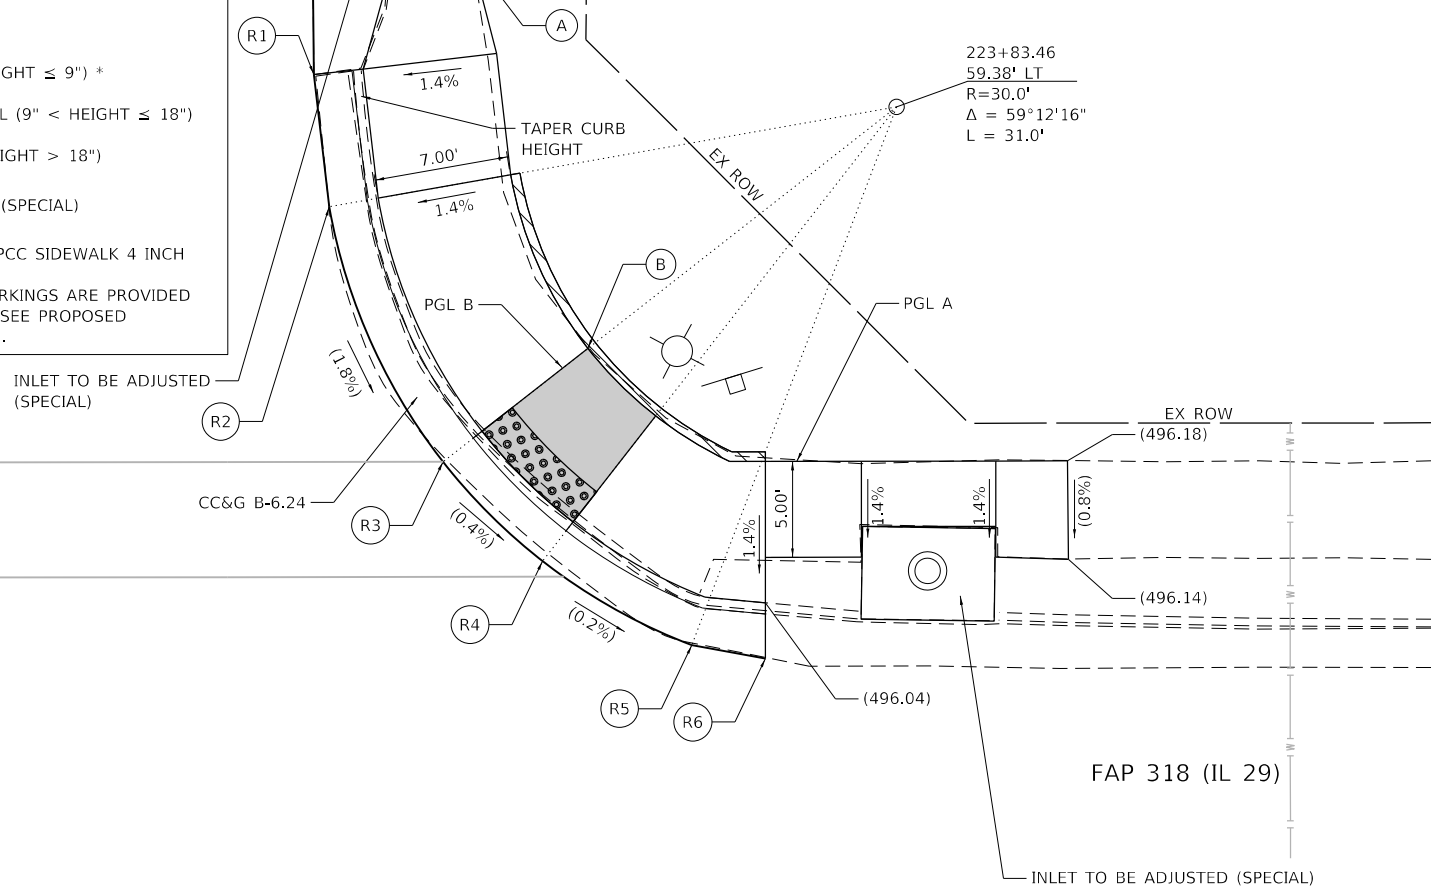 R1
A
GHT ≤ 9") *
L (9" < HEIGHT ≤ 18")
IGHT > 18")
(SPECIAL)
PCC SIDEWALK 4 INCH
RKINGS ARE PROVIDED
SEE PROPOSED
.
1.4%
TAPER CURB
HEIGHT
7.00'
1.4%
223+83.46
59.38' LT
R=30.0'
Δ = 59°12'16"
L = 31.0'
EX ROW
B
PGL B
PGL A
INLET TO BE ADJUSTED
(SPECIAL)
(1.8%)
R2
EX ROW
(496.18)
CC&G B-6.24
R3
(0.4%)
1.4%
5.00'
1.4%
1.4%
(0.8%)
R4
(0.2%)
(496.14)
R5
R6
(496.04)
W
W
W
W
FAP 318 (IL 29)
INLET TO BE ADJUSTED (SPECIAL)